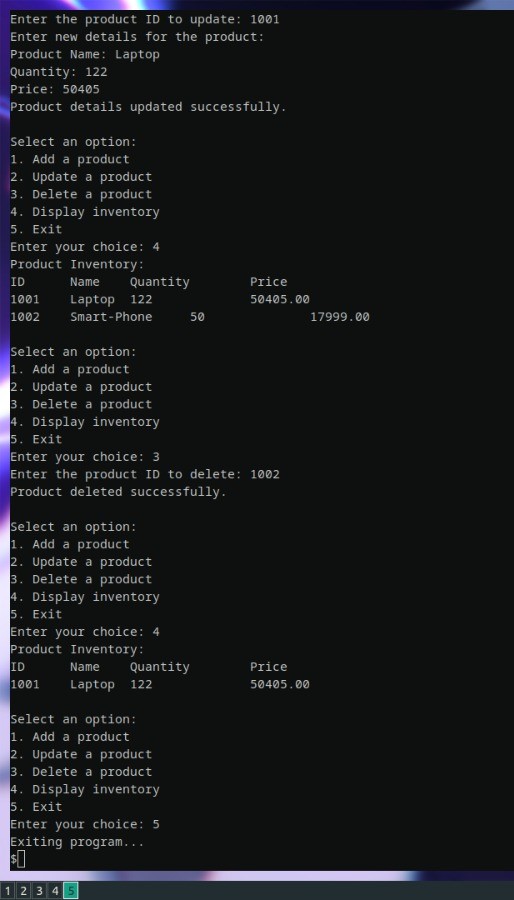 Enter the product ID to update: 1001
Enter new details for the product:
Product Name: Laptop
Quantity: 122
Price: 50405
Product details updated successfully.

Select an option:
1. Add a product
2. Update a product
3. Delete a product
4. Display inventory
5. Exit
Enter your choice: 4
Product Inventory:
ID      Name    Quantity        Price
1001    Laptop  122             50405.00
1002    Smart-Phone     50              17999.00

Select an option:
1. Add a product
2. Update a product
3. Delete a product
4. Display inventory
5. Exit
Enter your choice: 3
Enter the product ID to delete: 1002
Product deleted successfully.

Select an option:
1. Add a product
2. Update a product
3. Delete a product
4. Display inventory
5. Exit
Enter your choice: 4
Product Inventory:
ID      Name    Quantity        Price
1001    Laptop  122             50405.00

Select an option:
1. Add a product
2. Update a product
3. Delete a product
4. Display inventory
5. Exit
Enter your choice: 5
Exiting program...
$
1 2 3 4 5